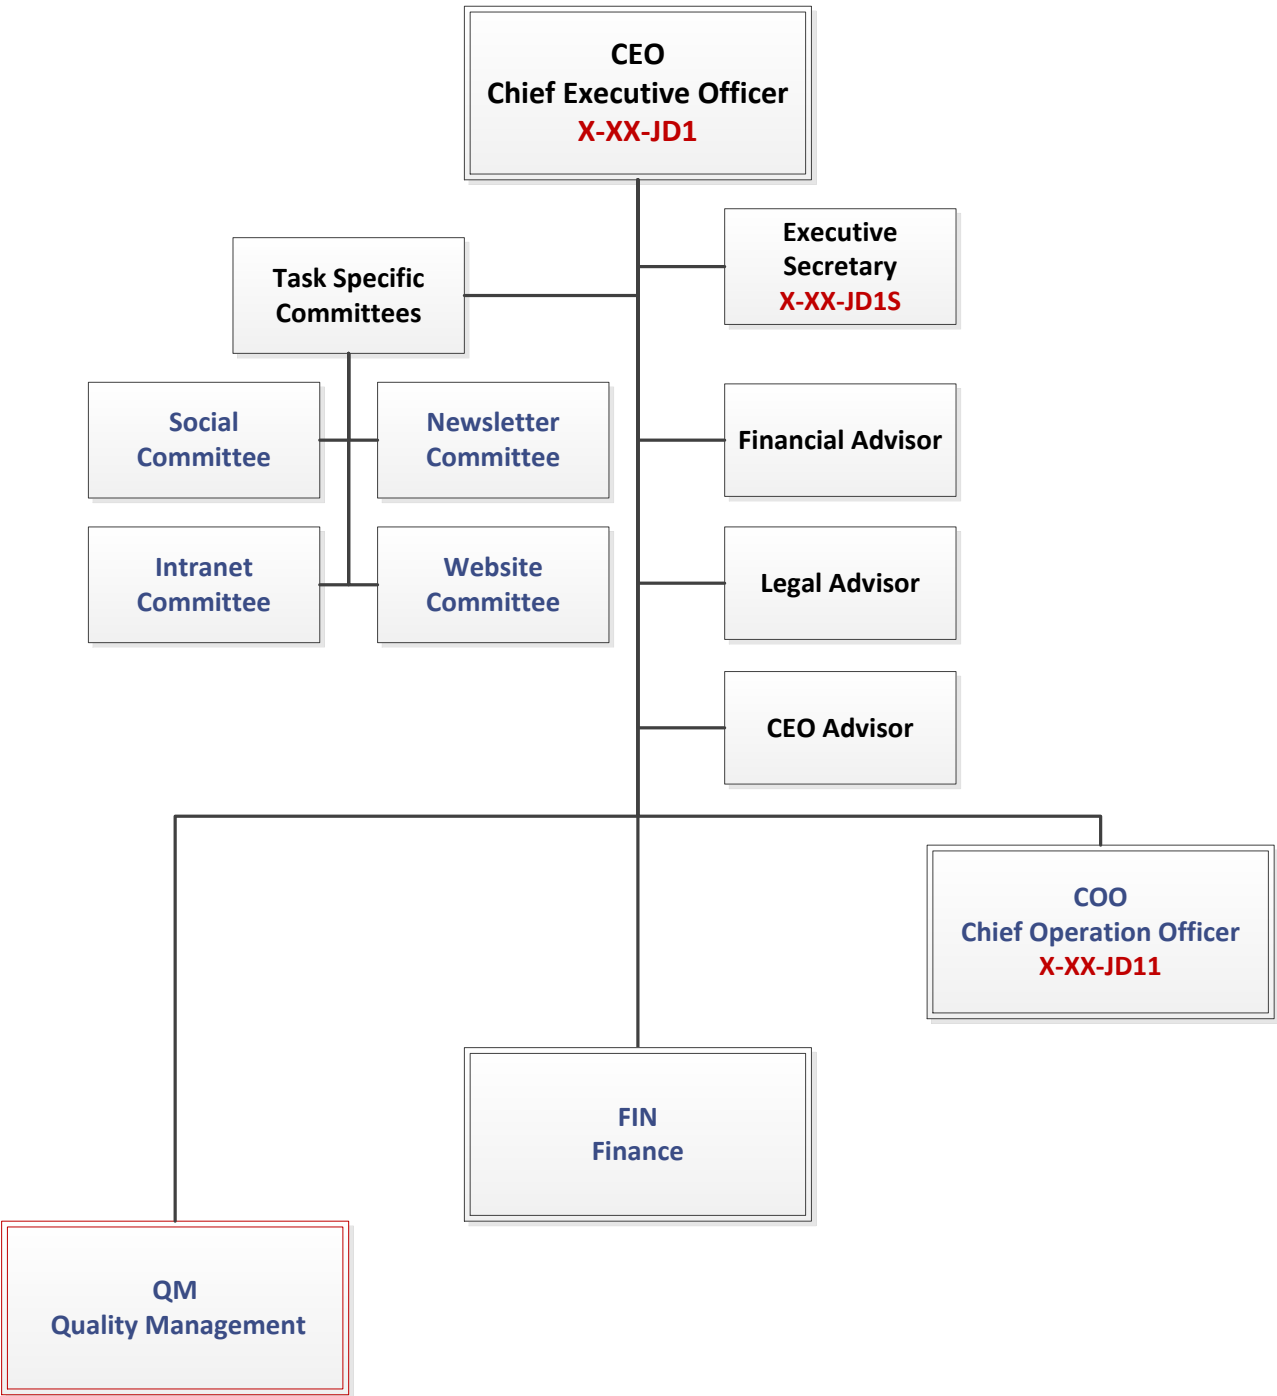 CEO
Chief Executive Officer
X-XX-JD1
Executive
Secretary
X-XX-JD1S
Task Specific
Committees
Social
Committee
Newsletter
Committee
Financial Advisor
Intranet
Committee
Website
Committee
Legal Advisor
CEO Advisor
COO
Chief Operation Officer
X-XX-JD11
FIN
Finance
QM
Quality Management